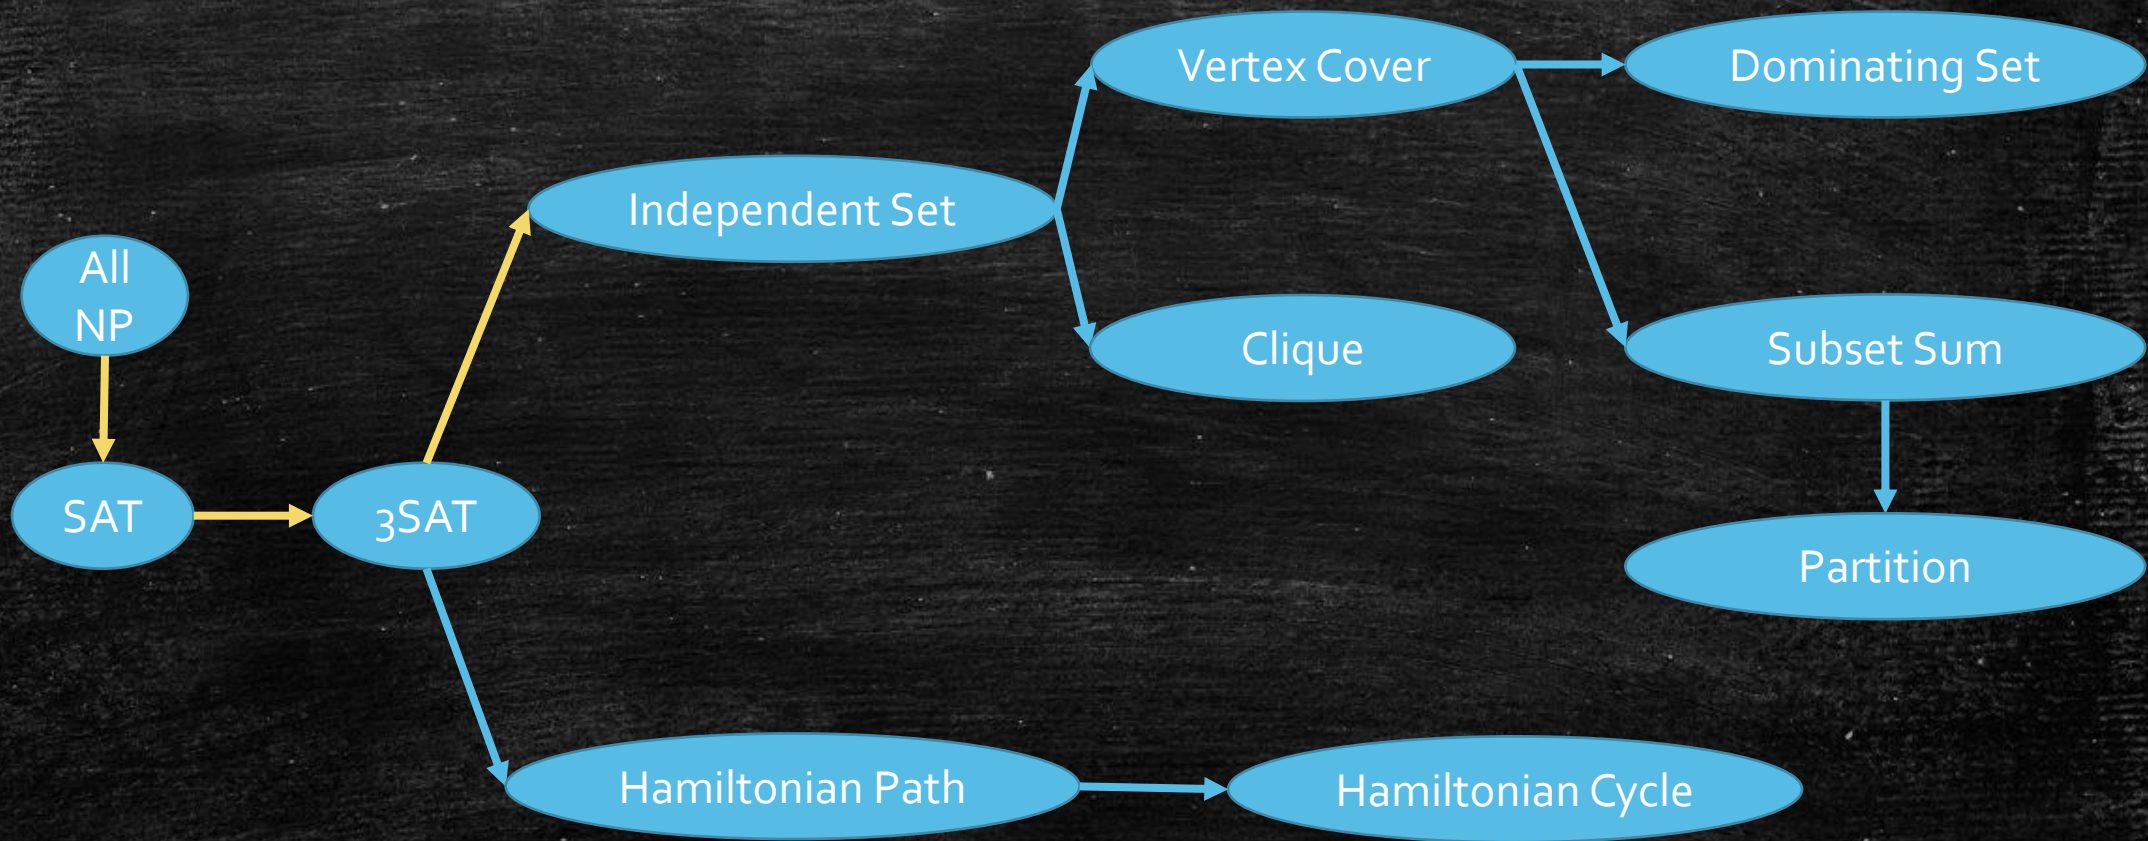 Vertex Cover
Dominating Set
Independent Set
All
NP
Clique
Subset Sum
SAT
3SAT
Partition
Hamiltonian Path
Hamiltonian Cycle